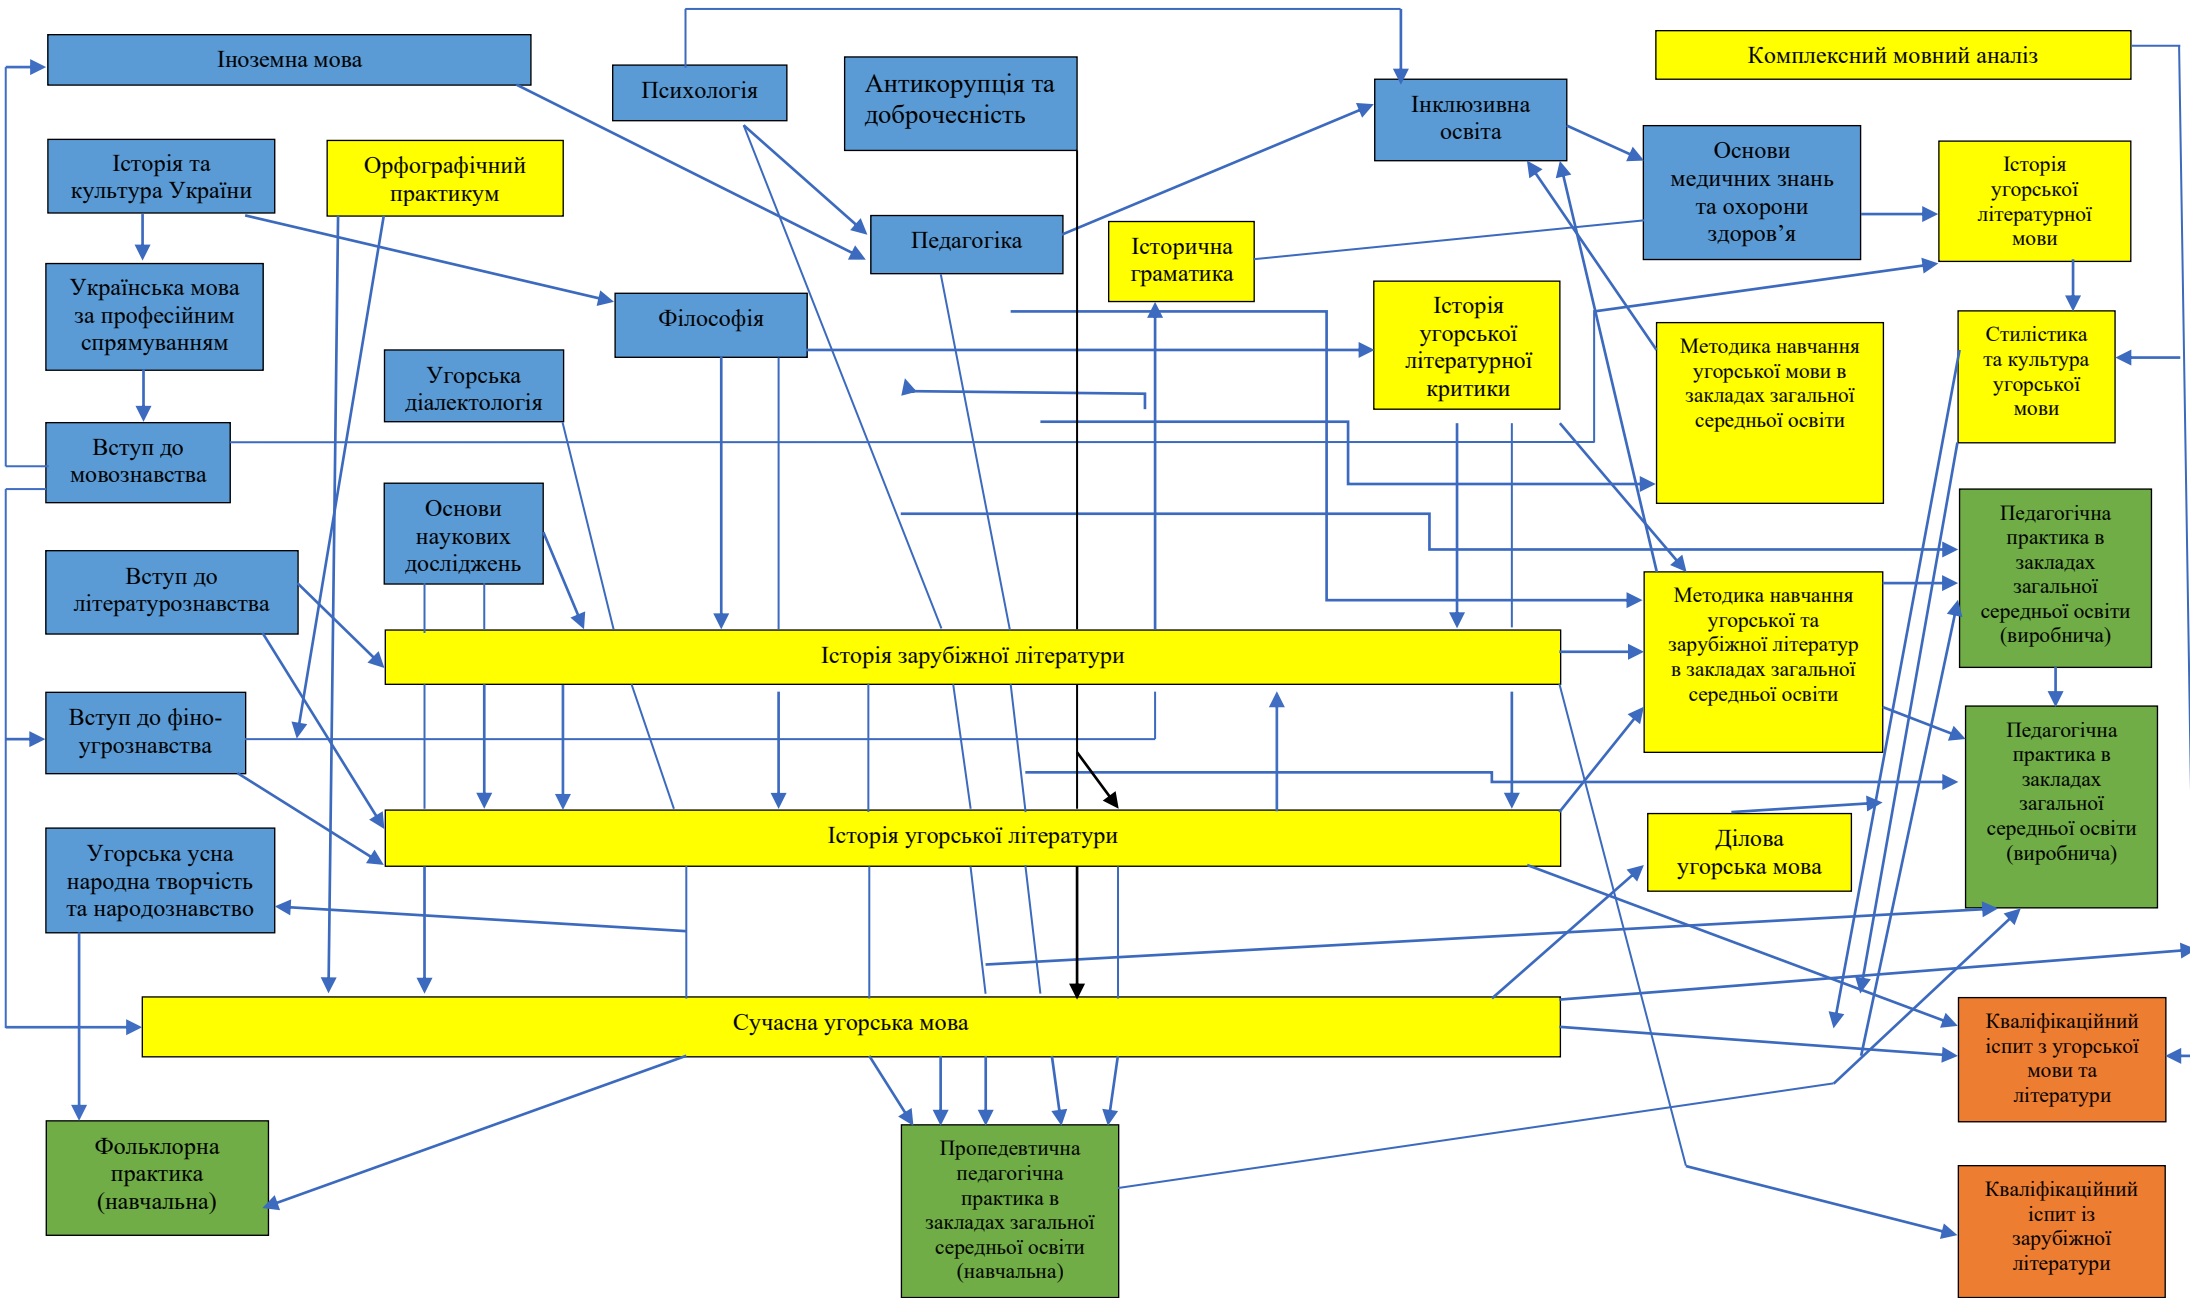 Іноземна мова
Психологія
Антикорупція та
доброчесність
Інклюзивна
освіта
Комплексний мовний аналіз
Історія та
культура України
Орфографічний
практикум
Педагогіка
Історична
граматика
Основи
медичних знань
та охорони
здоров’я
Історія
угорської
літературної
мови
Українська мова
за професійним
спрямуванням
Філософія
Угорська
діалектологія
Історія
угорської
літературної
критики
Методика навчання
угорської мови в
закладах загальної
середньої освіти
Стилістика
та культура
угорської
мови
Вступ до
мовознавства
Основи
наукових
досліджень
Педагогічна
практика в
закладах
загальної
середньої освіти
(виробнича)
Вступ до
літературознавства
Історія зарубіжної літератури
Методика навчання
угорської та
зарубіжної літератур
в закладах загальної
середньої освіти
Вступ до фіно-
угрознавства
Педагогічна
практика в
закладах
загальної
середньої освіти
(виробнича)
Історія угорської літератури
Ділова
угорська мова
Угорська усна
народна творчість
та народознавство
Сучасна угорська мова
Кваліфікаційний
іспит з угорської
мови та
літератури
Фольклорна
практика
(навчальна)
Пропедевтична
педагогічна
практика в
закладах загальної
середньої освіти
(навчальна)
Кваліфікаційний
іспит із
зарубіжної
літератури